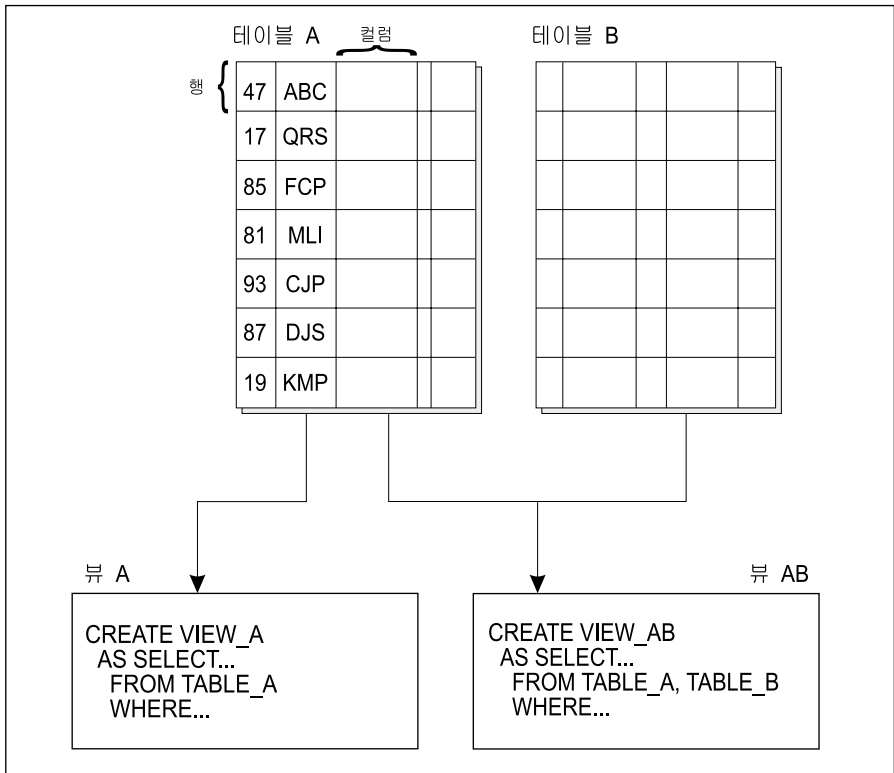 테이블 A
컬럼
테이블 B
행
47 ABC
17 QRS
85 FCP
81 MLI
93 CJP
87 DJS
19 KMP
뷰 A
뷰 AB
CREATE VIEW_A
AS SELECT...
FROM TABLE_A
WHERE...
CREATE VIEW_AB
AS SELECT...
FROM TABLE_A, TABLE_B
WHERE...